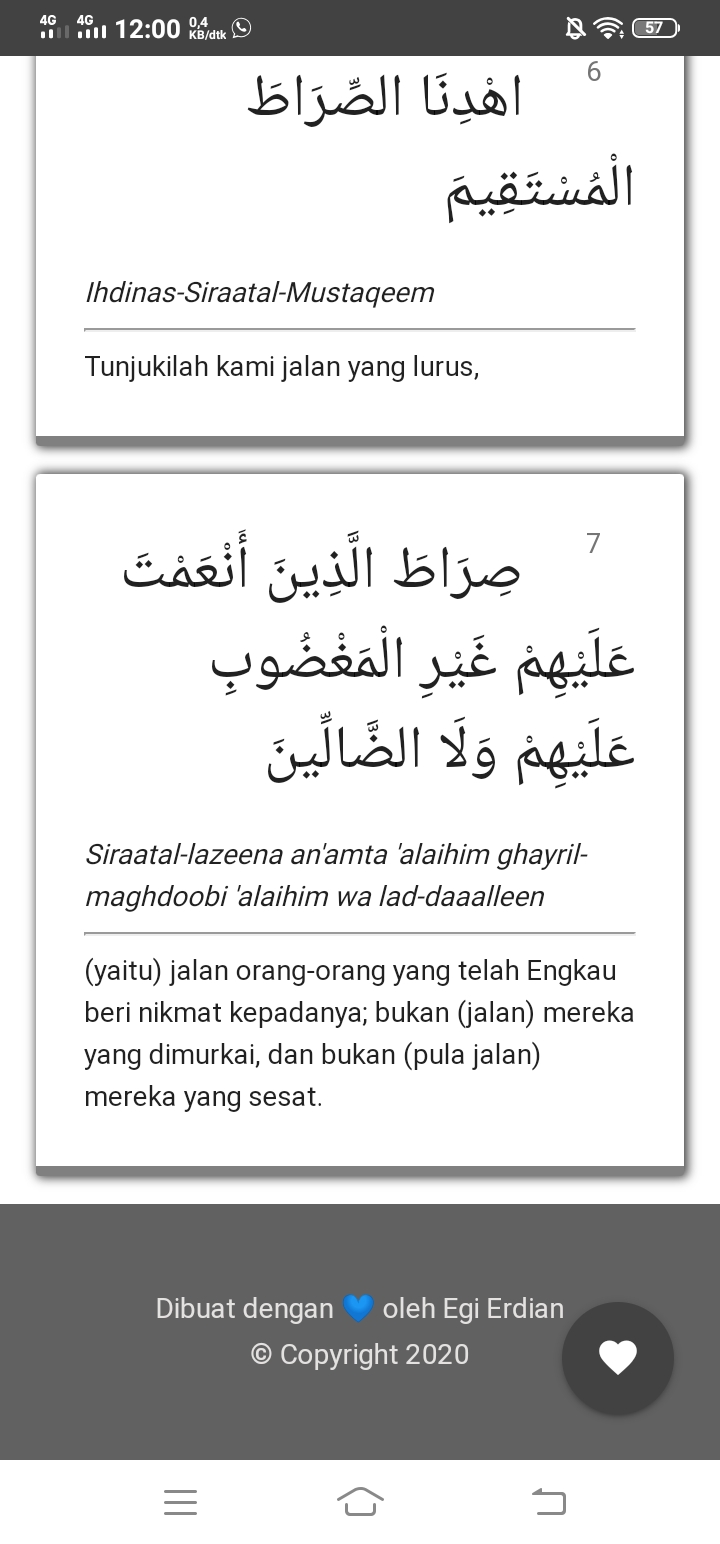 4G 4G 12:00 0,4 KB/dtk 57
6
اهْدِنَا الصِّرَاطَ
الْمُسْتَقِيمَ
Ihdinas-Siraatal-Mustaqeem
Tunjukilah kami jalan yang lurus,
7
صِرَاطَ الَّذِينَ أَنْعَمْتَ
عَلَيْهِمْ غَيْرِ الْمَغْضُوبِ
عَلَيْهِمْ وَلَا الضَّالِّينَ
Siraatal-lazeena an'amta 'alaihim ghayril-
maghdoobi 'alaihim wa lad-daaalleen
(yaitu) jalan orang-orang yang telah Engkau
beri nikmat kepadanya; bukan (jalan) mereka
yang dimurkai, dan bukan (pula jalan)
mereka yang sesat.
Dibuat dengan 💙 oleh Egi Erdian
© Copyright 2020